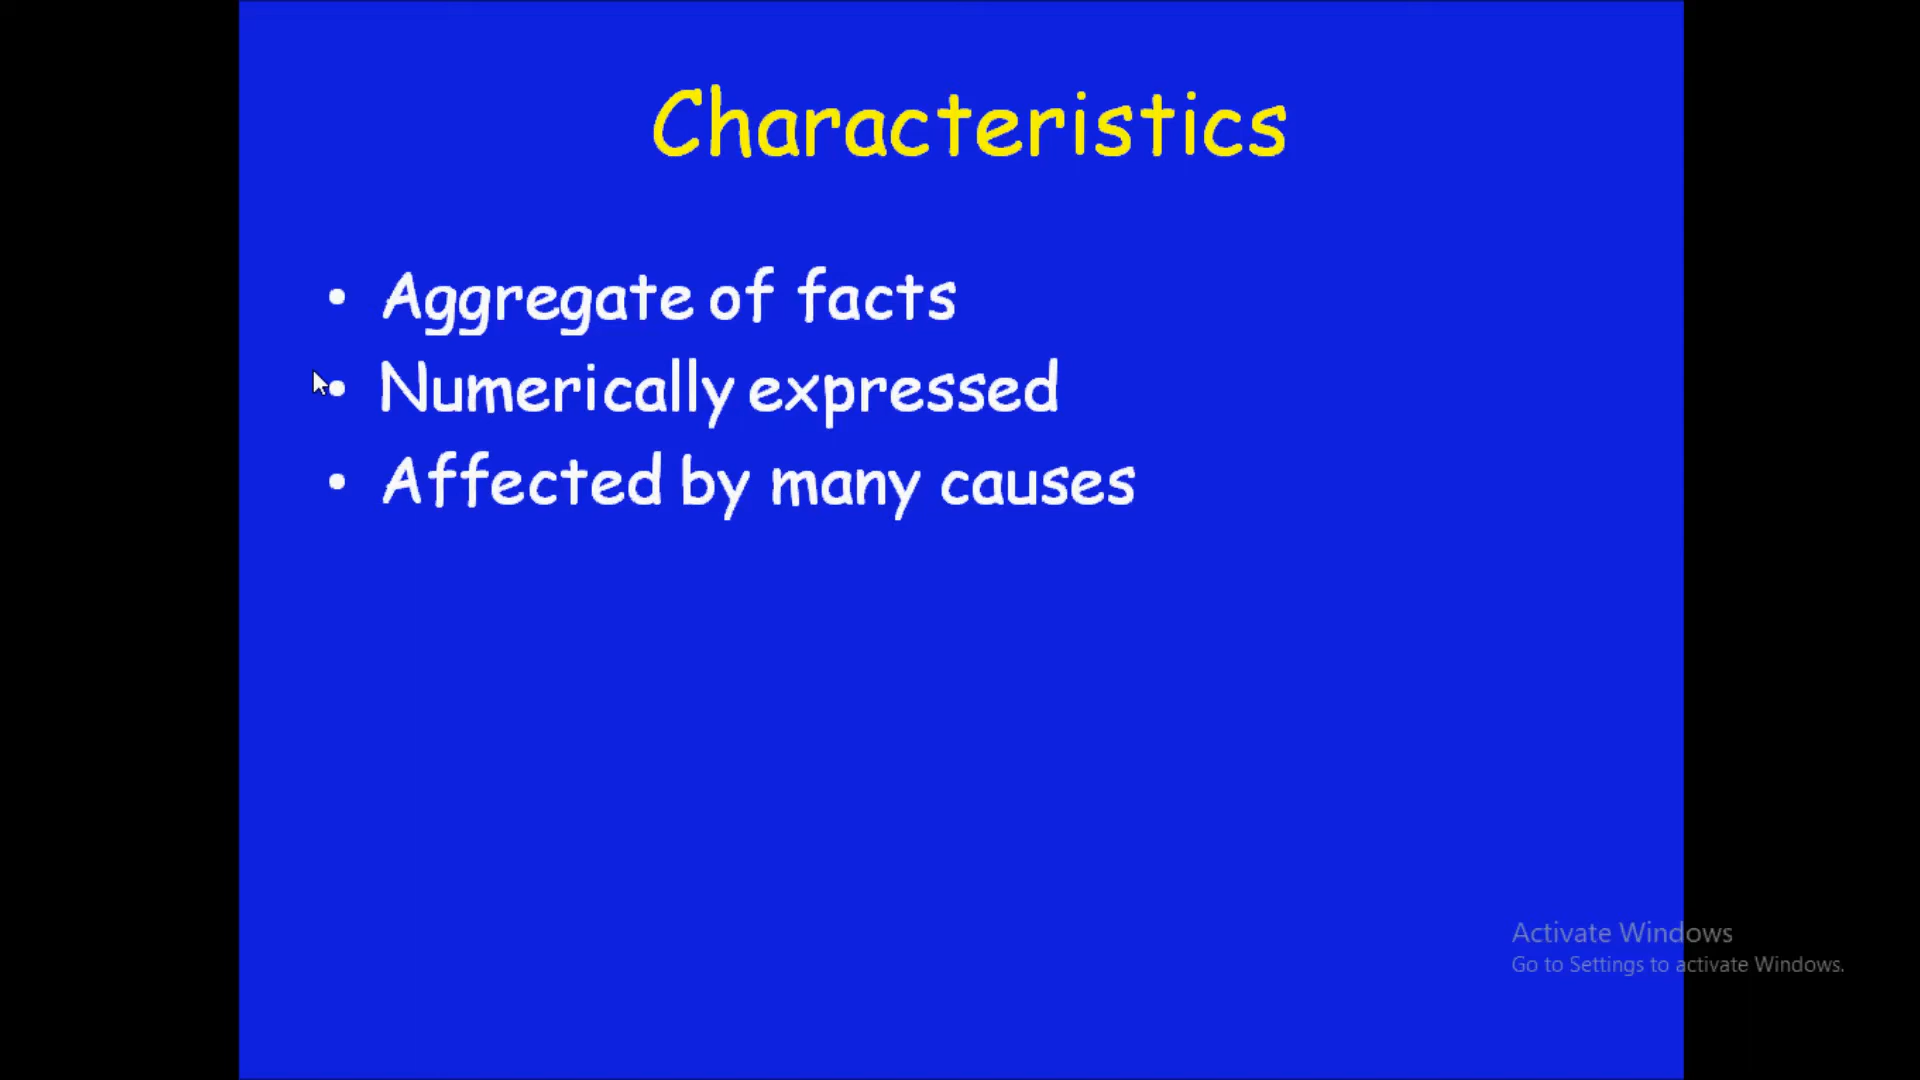 Characteristics
• Aggregate of facts
• Numerically expressed
• Affected by many causes
Activate Windows
Go to Settings to activate Windows.